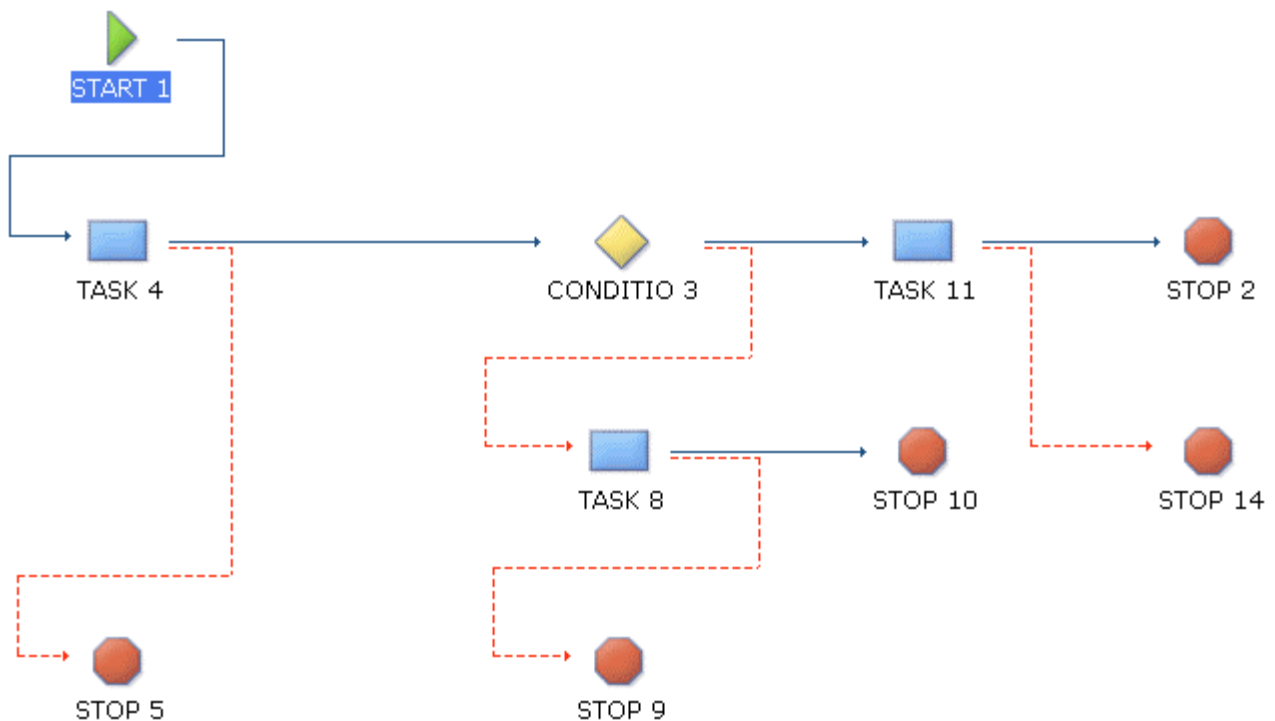 START 1
TASK 4
CONDITIO 3
TASK 11
STOP 2
TASK 8
STOP 10
STOP 14
STOP 5
STOP 9